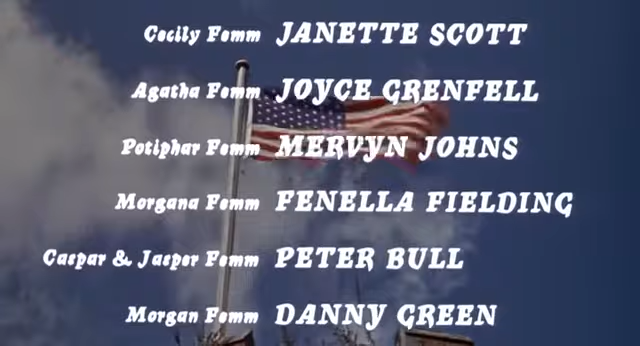 Cecily Femm JANETTE SCOTT
Agatha Femm JOYCE GRENFELL
Potiphar Femm MERVYN JOHNS
Morgana Femm FENELLA FIELDING
Caspar & Jasper Femm PETER BULL
Morgan Femm DANNY GREEN